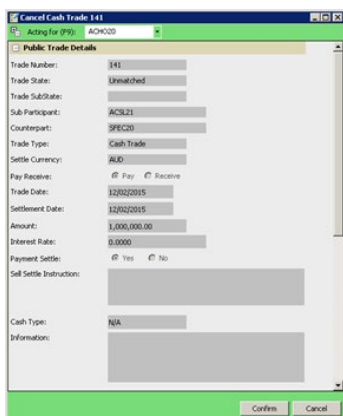 Cancel Cash Trade 141
Acting for (F9): ACHO20
Public Trade Details
Trade Number: 141
Trade State: Unmatched
Trade SubState:
Sub Participant: ACSL21
Counterpart: SPEC20
Trade Type: Cash Trade
Settle Currency: AUD
Pay Receive: Pay Receive
Trade Date: 12/02/2015
Settlement Date: 12/02/2015
Amount: 1,000,000.00
Interest Rate: 0.0000
Payment Settle: Yes No
Sell Settle Instruction:
Cash Type: N/A
Information:
Confirm Cancel